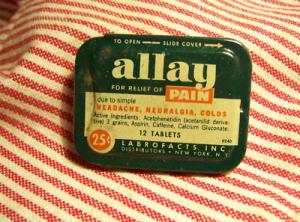 TO OPEN SLIDE COVER
allay
FOR RELIEF OF PAIN
due to simple
HEADACHE, NEURALGIA, COLDS
Active Ingredients: Acetphenetidin (acetanilid deriva-
tive) 3 grains, Aspirin, Caffeine, Calcium Gluconate.
12 TABLETS
25¢ LABROFACTS INC
DISTRIBUTORS • NEW YORK, N.Y.